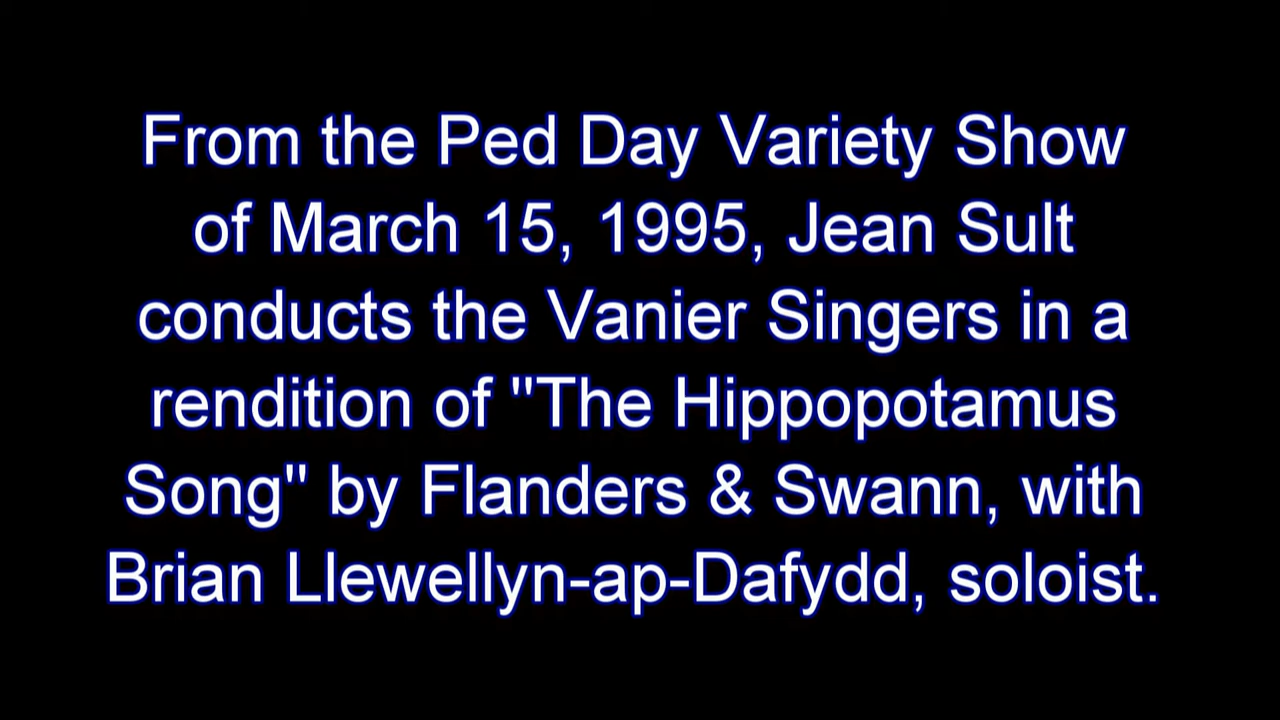 From the Ped Day Variety Show
of March 15, 1995, Jean Sult
conducts the Vanier Singers in a
rendition of "The Hippopotamus
Song" by Flanders & Swann, with
Brian Llewellyn-ap-Dafydd, soloist.